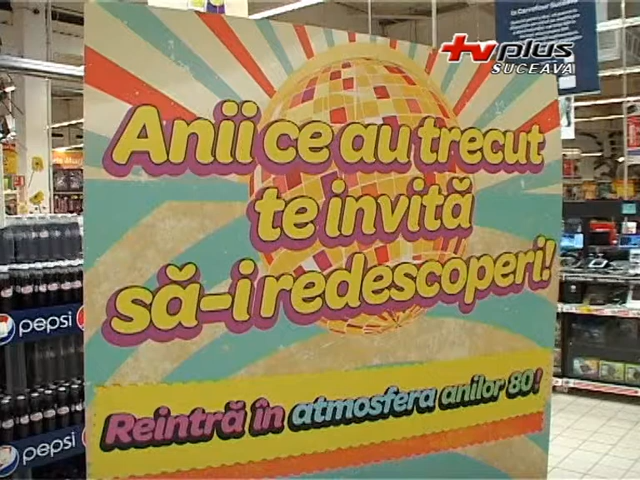 tvplus
SUCEAVA
Anii ce au trecut
te invită
să-i redescoperi!
Reintră în atmosfera anilor 80!
pepsi
pepsi